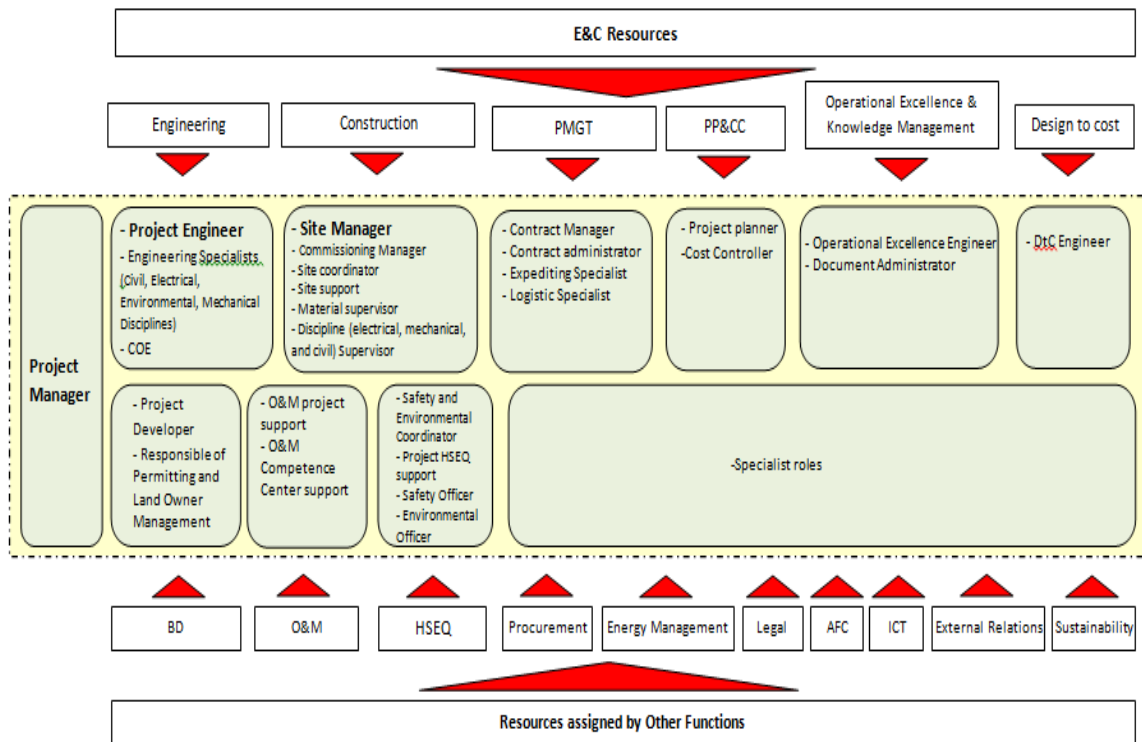 E&C Resources
Engineering
Construction
PMGT
PP&CC
Operational Excellence &
Knowledge Management
Design to cost
Project
Manager
- Project Engineer
- Engineering Specialists
(Civil, Electrical,
Environmental, Mechanical
Disciplines)
- COE
- Site Manager
- Commissioning Manager
- Site coordinator
- Site support
- Material supervisor
- Discipline (electrical, mechanical,
and civil) Supervisor
- Contract Manager
- Contract administrator
- Expediting Specialist
- Logistic Specialist
- Project planner
-Cost Controller
- Operational Excellence Engineer
- Document Administrator
- DtC Engineer
- Project
Developer
- Responsible of
Permitting and
Land Owner
Management
- O&M project
support
- O&M
Competence
Center support
- Safety and
Environmental
Coordinator
- Project HSEQ
support
- Safety Officer
- Environmental
Officer
-Specialist roles
BD
O&M
HSEQ
Procurement
Energy Management
Legal
AFC
ICT
External Relations
Sustainability
Resources assigned by Other Functions